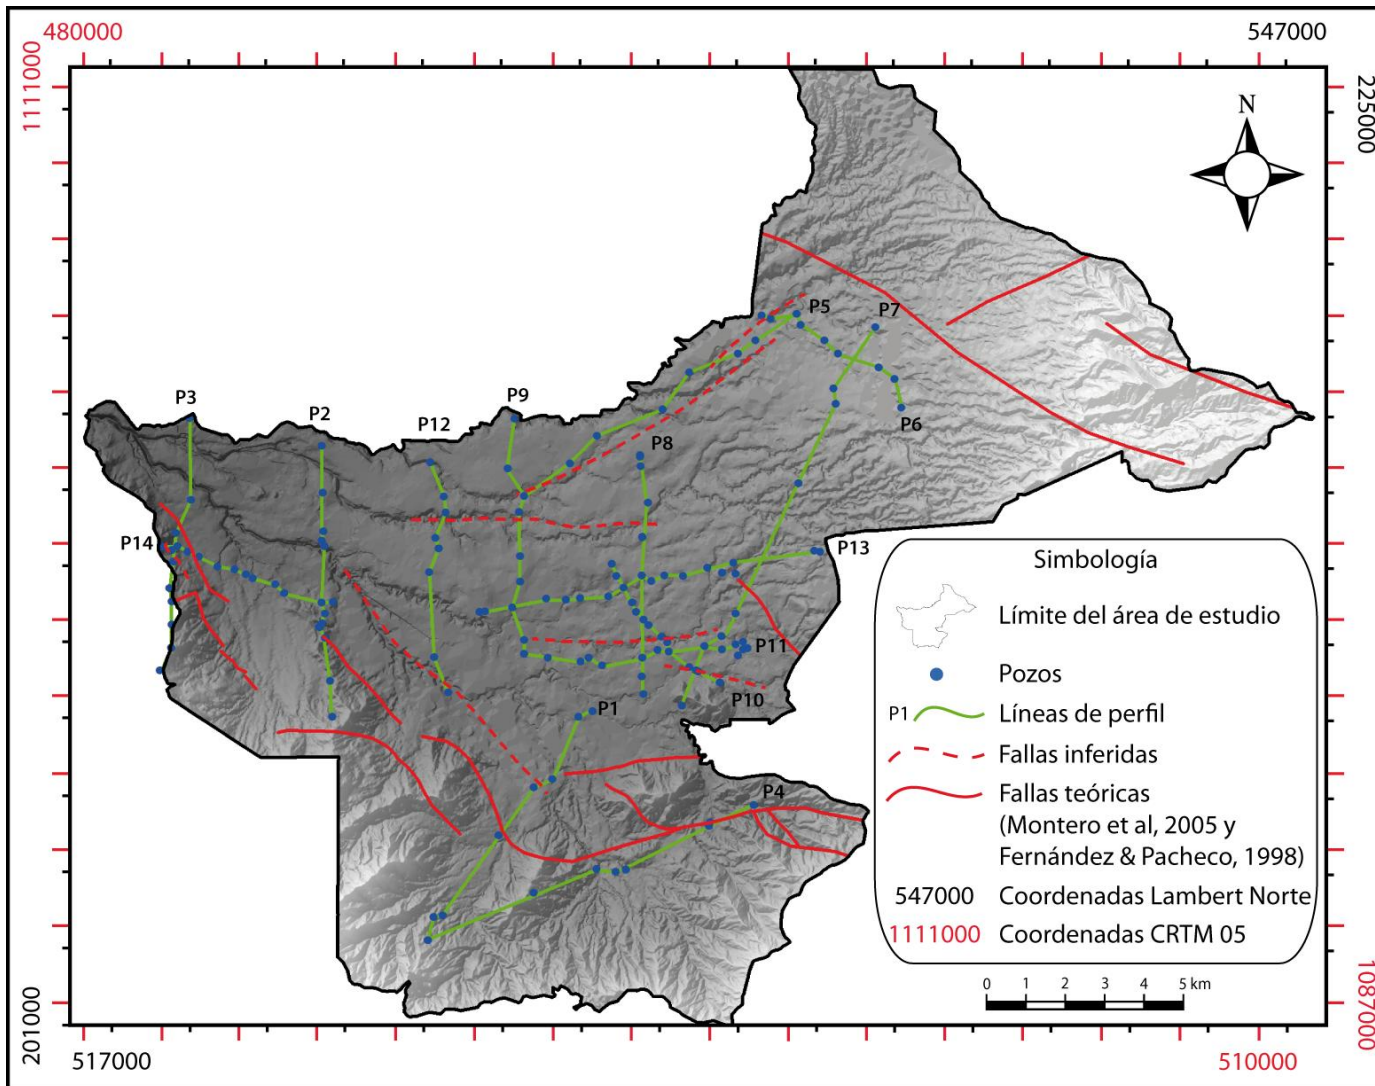 480000
547000
1111000
225000
N
P5
P7
P3
P9
P2
P12
P6
P8
P14
P13
P11
P10
P1
P4
Simbología
Límite del área de estudio
Pozos
P1 Líneas de perfil
Fallas inferidas
Fallas teóricas
(Montero et al, 2005 y
Fernández & Pacheco, 1998)
547000 Coordenadas Lambert Norte
1111000 Coordenadas CRTM 05
0 1 2 3 4 5 km
201000
1087000
517000
510000